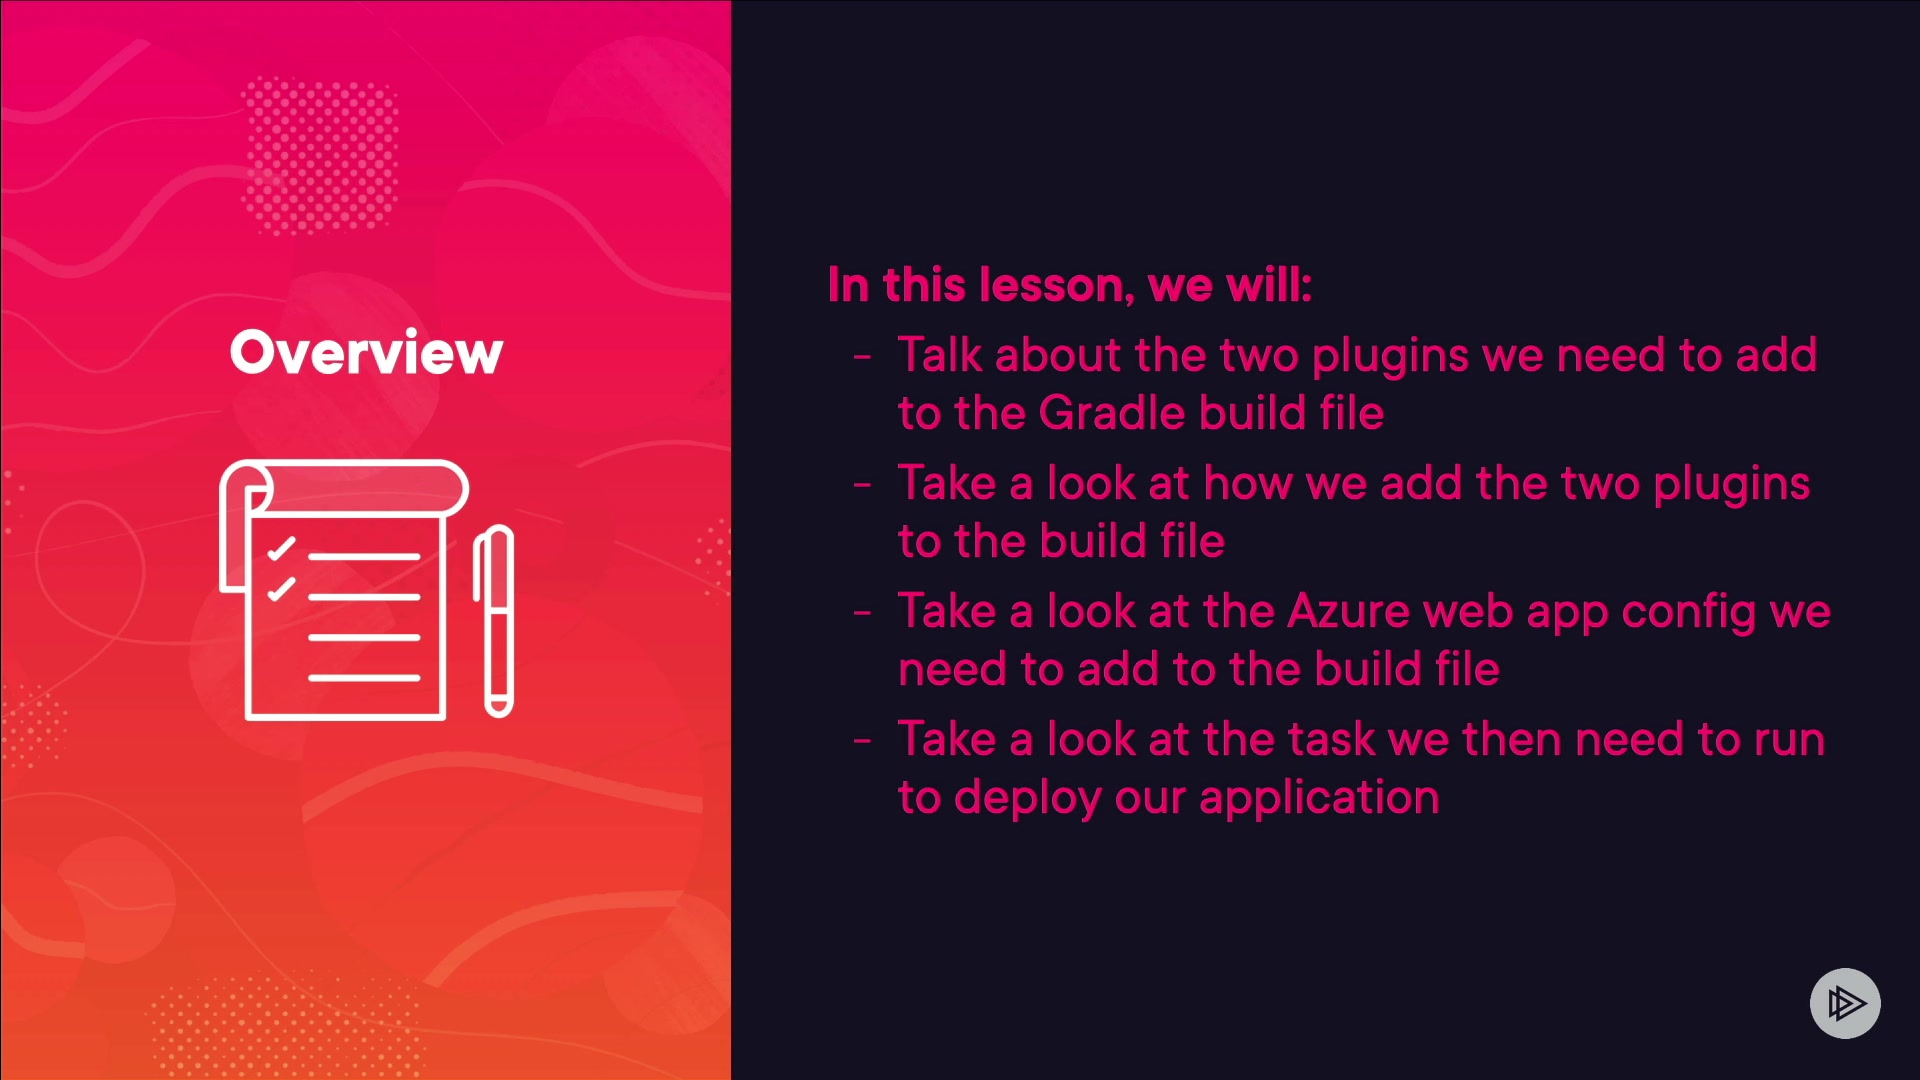 Overview
In this lesson, we will:
- Talk about the two plugins we need to add
to the Gradle build file
- Take a look at how we add the two plugins
to the build file
- Take a look at the Azure web app config we
need to add to the build file
- Take a look at the task we then need to run
to deploy our application